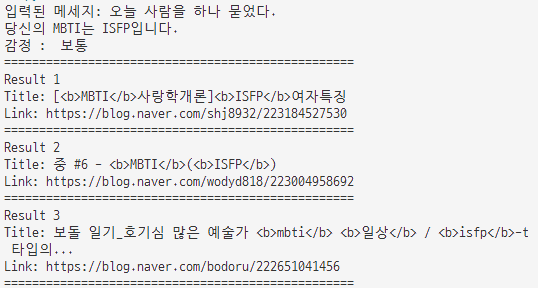 입력된 메세지: 오늘 사람을 하나 묻었다.
당신의 MBTI는 ISFP입니다.
감정 :  보통
==================================================
Result 1
Title: [<b>MBTI</b>사랑학개론]<b>ISFP</b>여자특징
Link: https://blog.naver.com/shj8932/223184527530
==================================================
Result 2
Title: 중 #6 - <b>MBTI</b>(<b>ISFP</b>)
Link: https://blog.naver.com/wodyd818/223004958692
==================================================
Result 3
Title: 보돌 일기_호기심 많은 예술가 <b>mbti</b> <b>일상</b> / <b>isfp</b>-t
타입의...
Link: https://blog.naver.com/bodoru/222651041456
==================================================